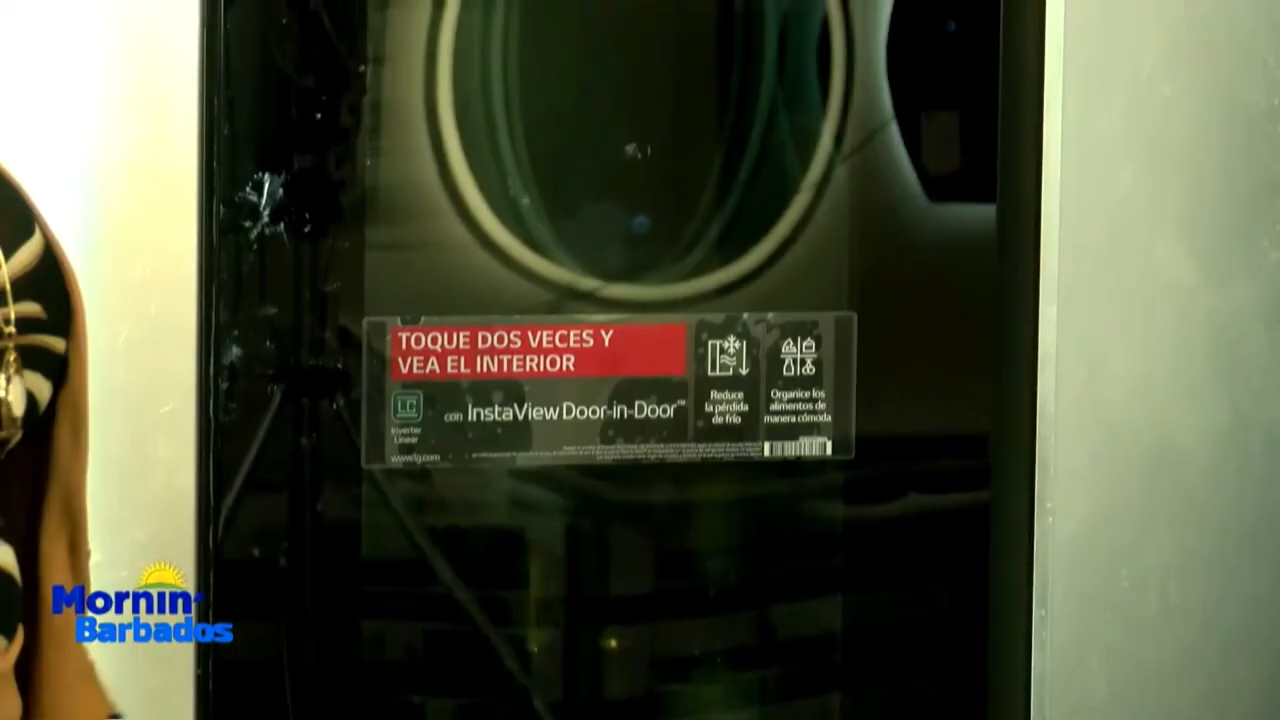 TOQUE DOS VECES Y
VEA EL INTERIOR
con InstaView Door-in-Door™
LC
Inverter
Linear
www.lg.com
Reduce
la pérdida
de frío
Organice los
alimentos de
manera cómoda
Mornin'
Barbados